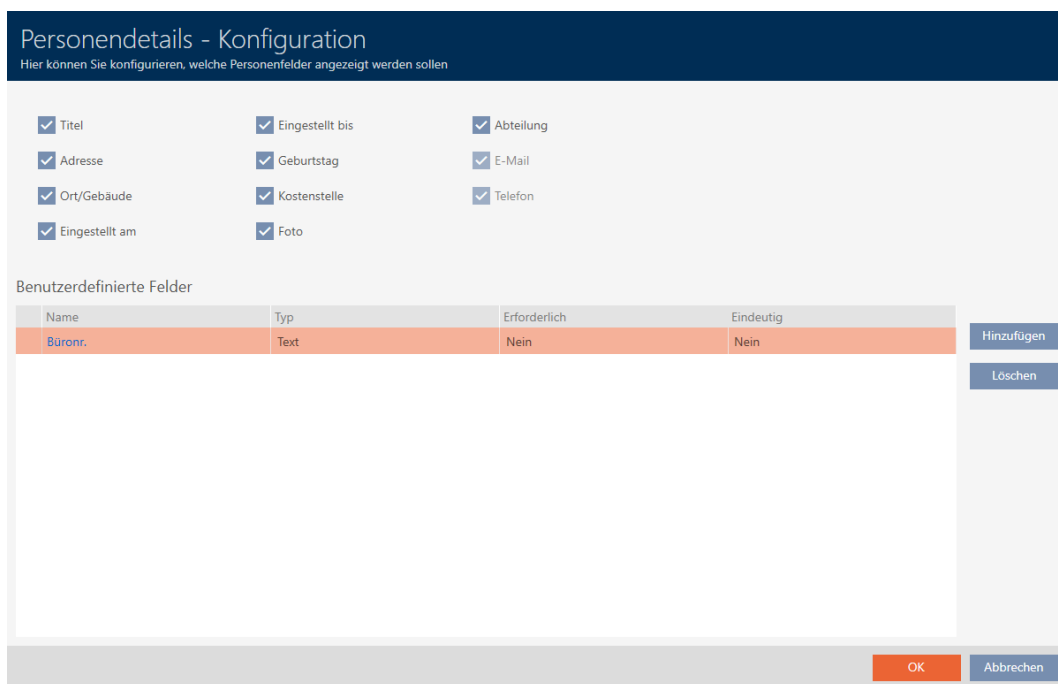 Personendetails - Konfiguration
Hier können Sie konfigurieren, welche Personenfelder angezeigt werden sollen
Titel
Eingestellt bis
Abteilung
Adresse
Geburtstag
E-Mail
Ort/Gebäude
Kostenstelle
Telefon
Eingestellt am
Foto
Benutzerdefinierte Felder
Name Typ Erforderlich Eindeutig
Büronr. Text Nein Nein
Hinzufügen
Löschen
OK
Abbrechen